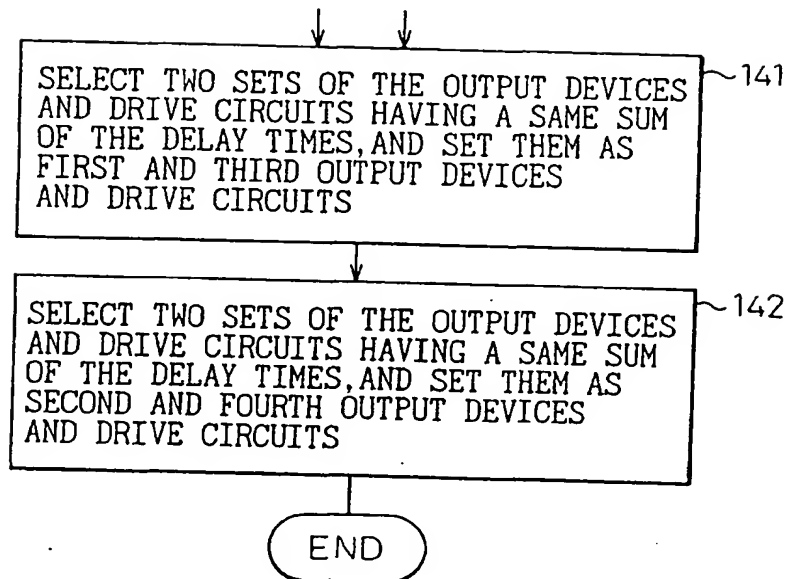 SELECT TWO SETS OF THE OUTPUT DEVICES
AND DRIVE CIRCUITS HAVING A SAME SUM
OF THE DELAY TIMES, AND SET THEM AS
FIRST AND THIRD OUTPUT DEVICES
AND DRIVE CIRCUITS
141
SELECT TWO SETS OF THE OUTPUT DEVICES
AND DRIVE CIRCUITS HAVING A SAME SUM
OF THE DELAY TIMES, AND SET THEM AS
SECOND AND FOURTH OUTPUT DEVICES
AND DRIVE CIRCUITS
142
END